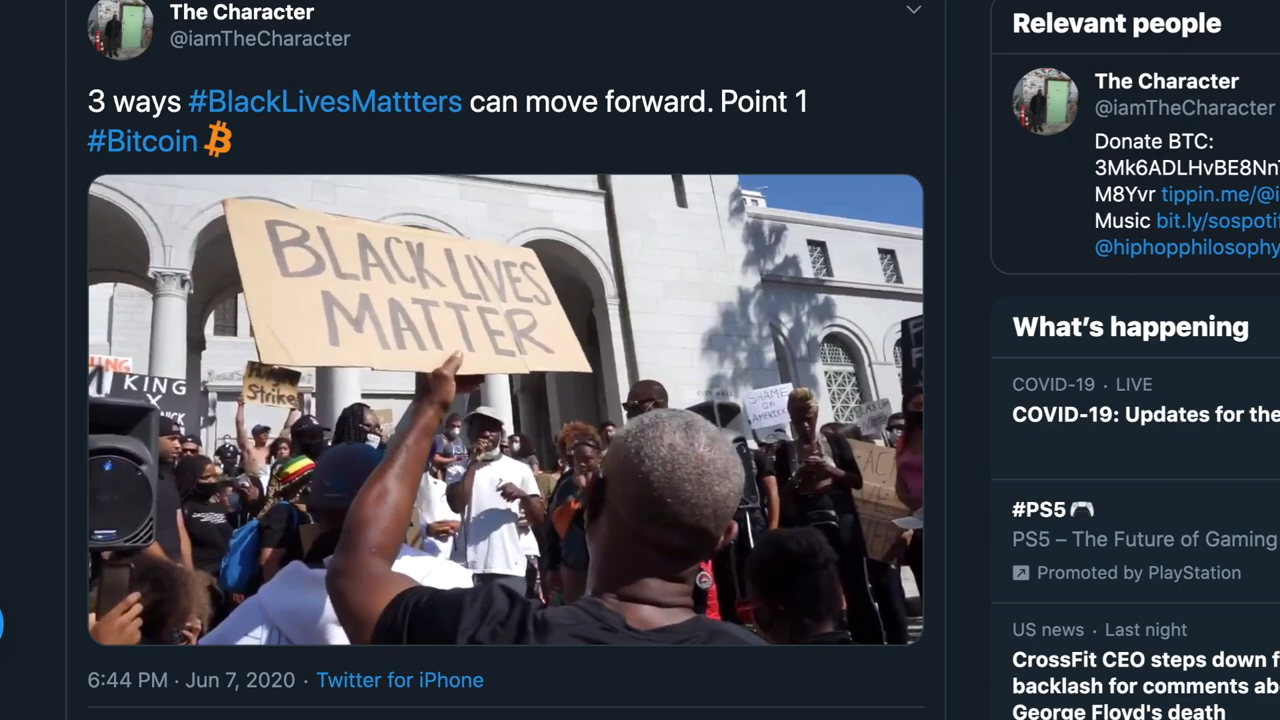 The Character
@iamTheCharacter
3 ways #BlackLivesMattters can move forward. Point 1
#Bitcoin
BLACK LIVES
MATTER
KING
X
Strike
SHAME
ON
AMERICA
6:44 PM · Jun 7, 2020 · Twitter for iPhone
Relevant people
The Character
@iamTheCharacter
Donate BTC:
3Mk6ADLHvBE8Nn
M8Yvr tippin.me/@i
Music bit.ly/sospoti
@hiphopphilosophy
What's happening
COVID-19 · LIVE
COVID-19: Updates for the
#PS5
PS5 – The Future of Gaming
Promoted by PlayStation
US news · Last night
CrossFit CEO steps down f
backlash for comments ab
George Floyd's death